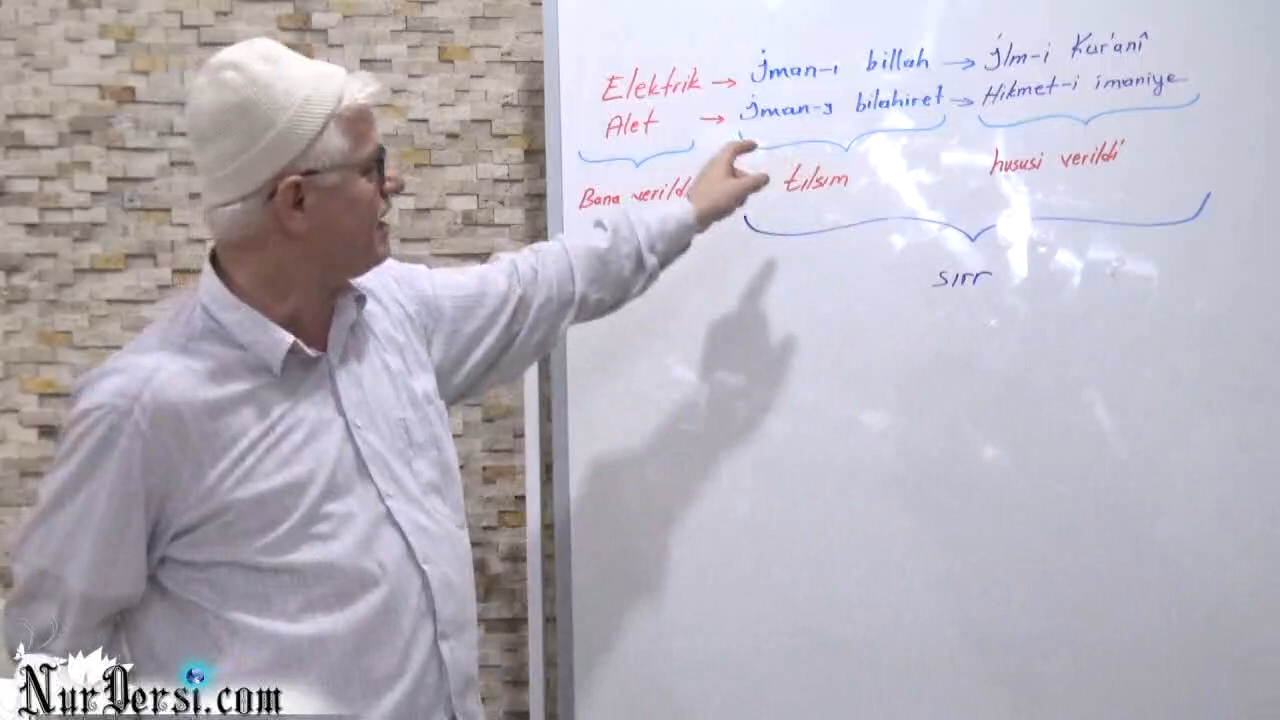 Elektrik → İman-ı billah → İlm-i Kur'anî
Alet → İman-ı bilahiret → Hikmet-i imaniye
Bana verildi tılsım hususi verildi
sırr
NurDersi.com